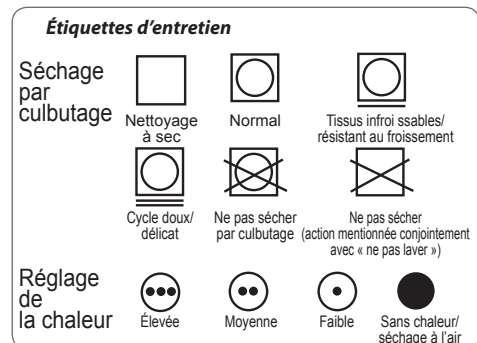 Étiquettes d'entretien
Séchage
par
culbutage
Nettoyage
à sec
Normal
Tissus infroi ssables/
résistant au froissement
Cycle doux/
délicat
Ne pas sécher
par culbutage
Ne pas sécher
(action mentionnée conjointement
avec « ne pas laver »)
Réglage
de
la chaleur
Élevée
Moyenne
Faible
Sans chaleur/
séchage à l'air